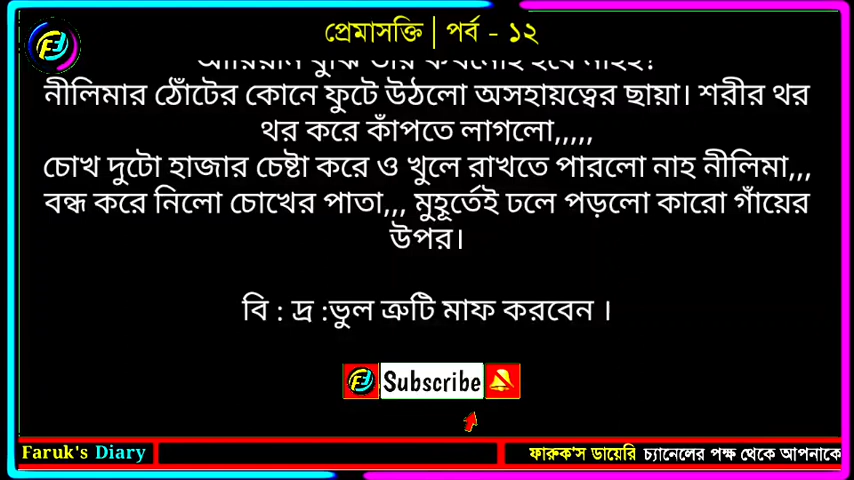 প্রেমাসক্তি | পর্ব - ১২
নীলিমার ঠোঁটের কোনে ফুটে উঠলো অসহায়ত্বের ছায়া। শরীর থর
থর করে কাঁপতে লাগলো,,,,,
চোখ দুটো হাজার চেষ্টা করে ও খুলে রাখতে পারলো নাহ নীলিমা,,,
বন্ধ করে নিলো চোখের পাতা,,, মুহূর্তেই ঢলে পড়লো কারো গাঁয়ের
উপর।
বি : দ্র :ভুল ত্রুটি মাফ করবেন ।
Subscribe
Faruk's Diary
ফারুক'স ডায়েরি চ্যানেলের পক্ষ থেকে আপনাকে